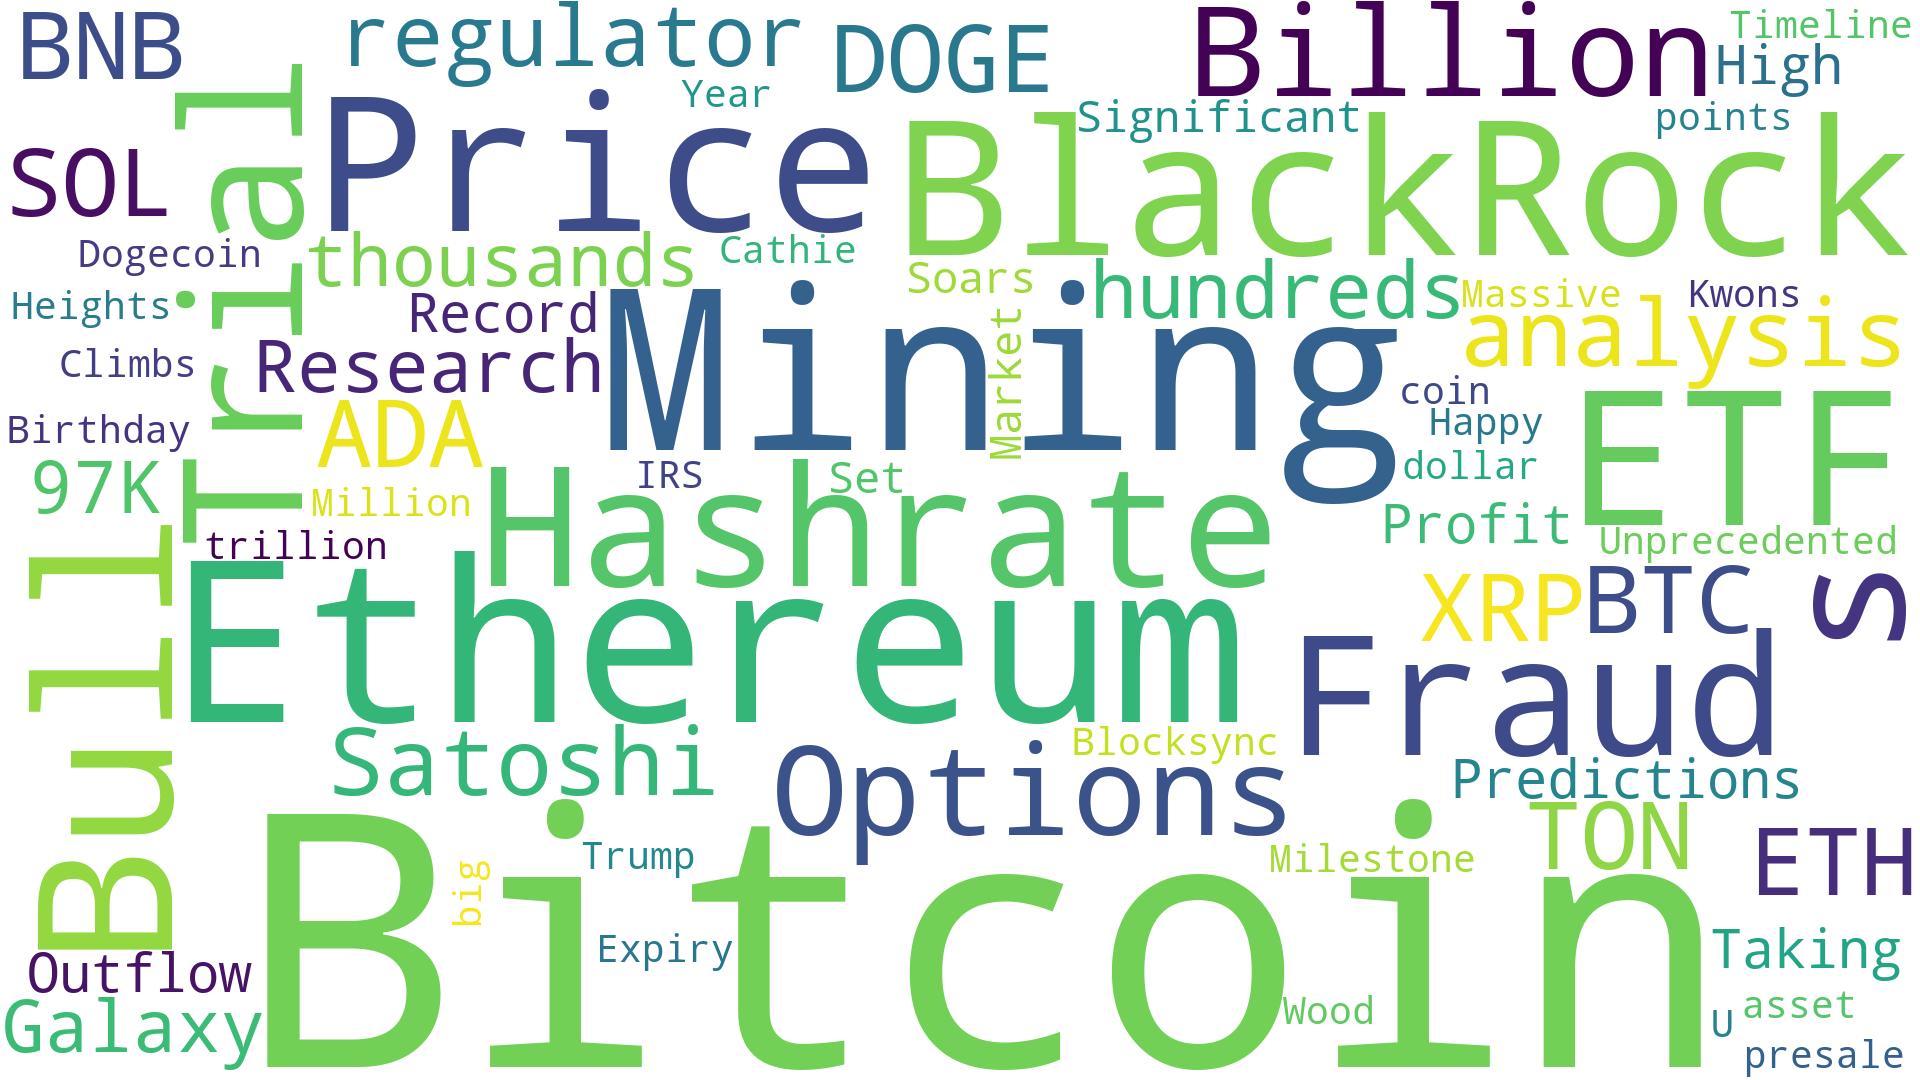 BNB
regulator
DOGE
Billion
Timeline
High
Year
Significant
points
Price
BlackRock
SOL
Trial
Dogecoin
thousands
Cathie
Soars
hundreds
Massive
Kwons
Heights
Record
Mining
Market
analysis
Climbs
Research
coin
Happy
ETF
Birthday
ADA
97K
IRS
Set
dollar
Million
Hashrate
Profit
Unprecedented
trillion
Ethereum
XRP
BTC
S
Bull
Fraud
Satoshi
Options
Blocksync
Predictions
Trump
Milestone
TON
ETH
big
Bitcoin
Expiry
Outflow
Taking
Galaxy
Wood
U
asset
presale